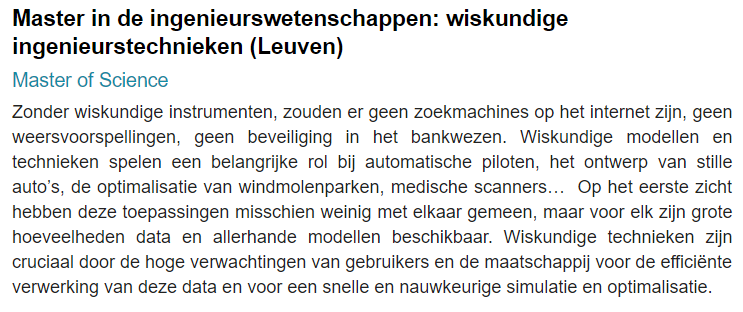 Master in de ingenieurswetenschappen: wiskundige
ingenieurstechnieken (Leuven)
Master of Science
Zonder wiskundige instrumenten, zouden er geen zoekmachines op het internet zijn, geen
weersvoorspellingen, geen beveiliging in het bankwezen. Wiskundige modellen en
technieken spelen een belangrijke rol bij automatische piloten, het ontwerp van stille
auto's, de optimalisatie van windmolenparken, medische scanners… Op het eerste zicht
hebben deze toepassingen misschien weinig met elkaar gemeen, maar voor elk zijn grote
hoeveelheden data en allerhande modellen beschikbaar. Wiskundige technieken zijn
cruciaal door de hoge verwachtingen van gebruikers en de maatschappij voor de efficiënte
verwerking van deze data en voor een snelle en nauwkeurige simulatie en optimalisatie.